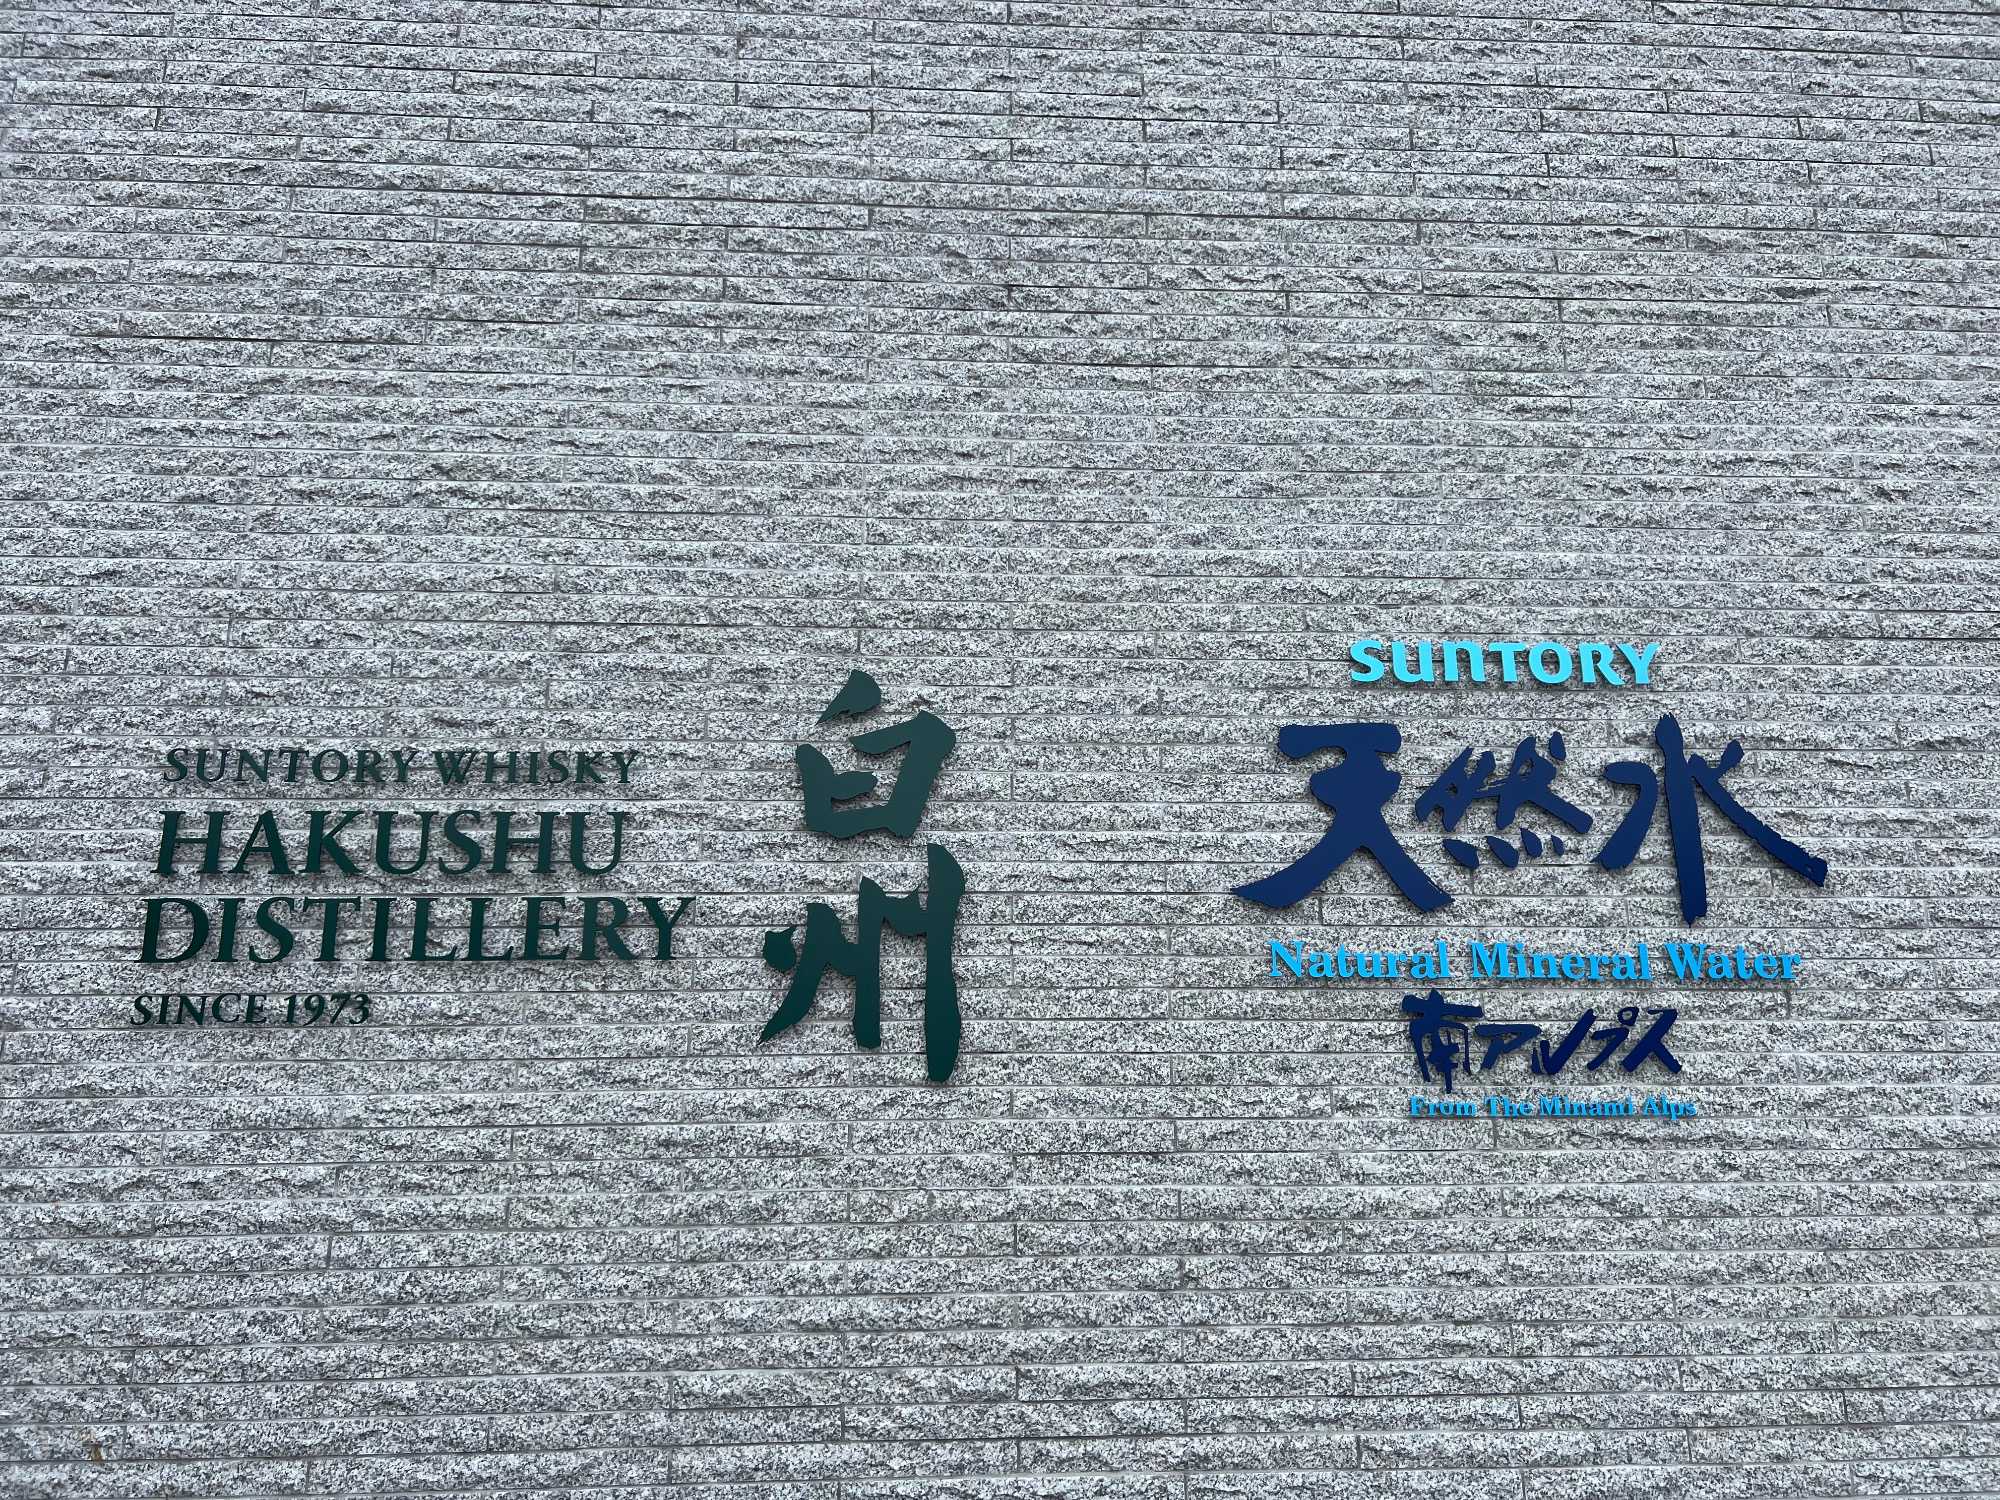 SUNTORY WHISKY
HAKUSHU
DISTILLERY
SINCE 1973
白州
SUNTORY
天然水
Natural Mineral Water
南アルプス
From The Minami Alps